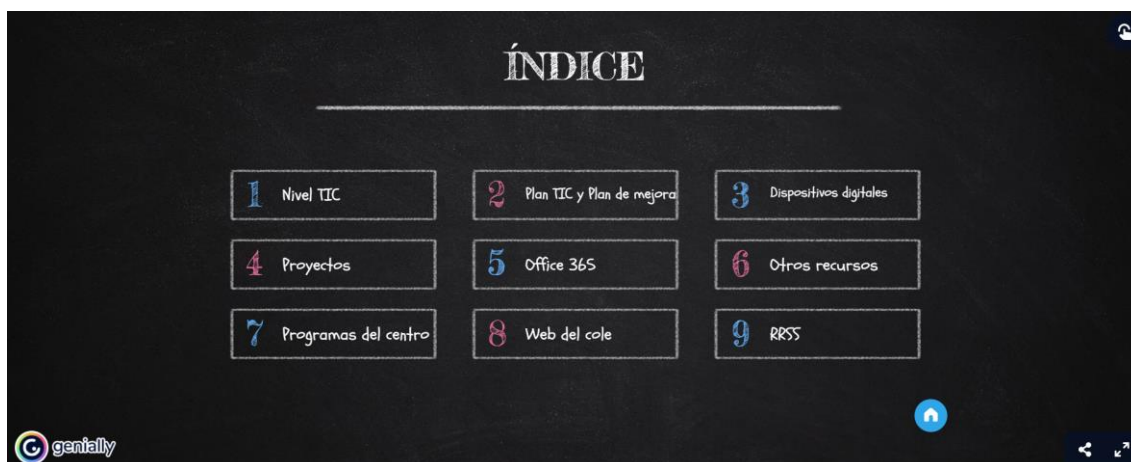 ÍNDICE
1 Nivel TIC
2 Plan TIC y Plan de mejora
3 Dispositivos digitales
4 Proyectos
5 Office 365
6 Otros recursos
7 Programas del centro
8 Web del cole
9 RRSS
genially